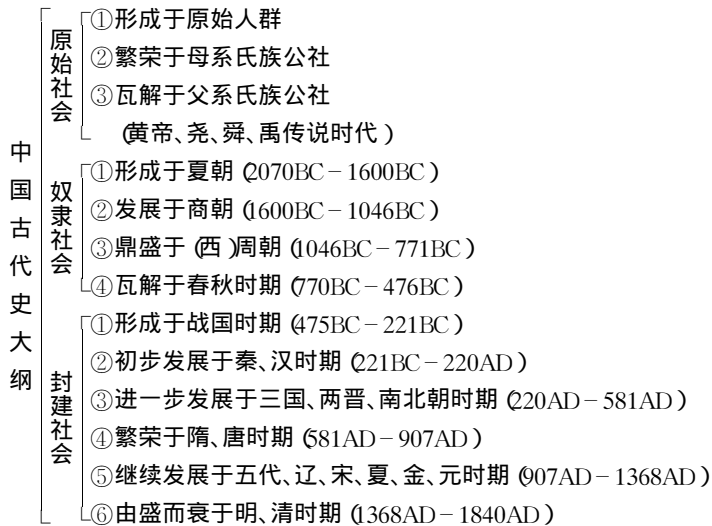 中国古代史大纲
原始社会
①形成于原始人群
②繁荣于母系氏族公社
③瓦解于父系氏族公社
(黄帝、尧、舜、禹传说时代)
奴隶社会
①形成于夏朝(2070BC-1600BC)
②发展于商朝(1600BC-1046BC)
③鼎盛于(西)周朝(1046BC-771BC)
④瓦解于春秋时期(770BC-476BC)
封建社会
①形成于战国时期(475BC-221BC)
②初步发展于秦、汉时期(221BC-220AD)
③进一步发展于三国、两晋、南北朝时期(220AD-581AD)
④繁荣于隋、唐时期(581AD-907AD)
⑤继续发展于五代、辽、宋、夏、金、元时期(907AD-1368AD)
⑥由盛而衰于明、清时期(1368AD-1840AD)